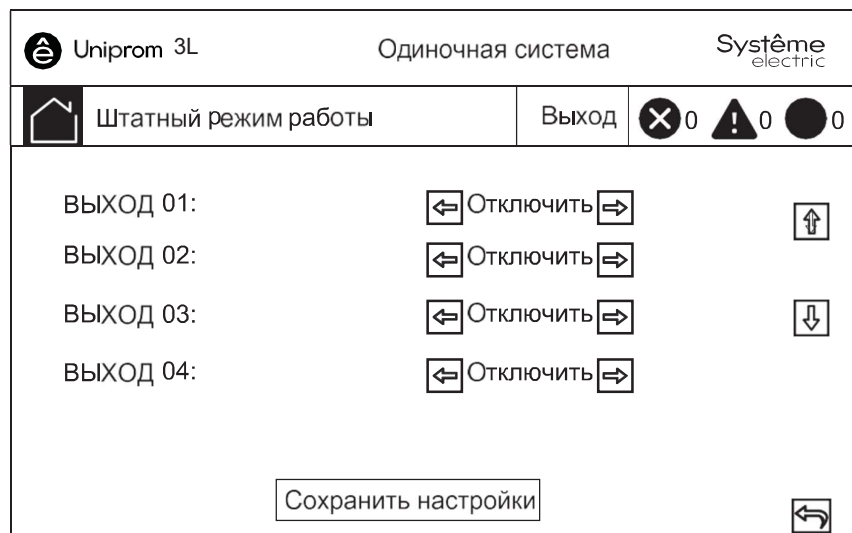 ê Uniprom 3L Одиночная система Système electric
Штатный режим работы Выход 0 0 0
ВЫХОД 01: Отключить
ВЫХОД 02: Отключить
ВЫХОД 03: Отключить
ВЫХОД 04: Отключить
Сохранить настройки